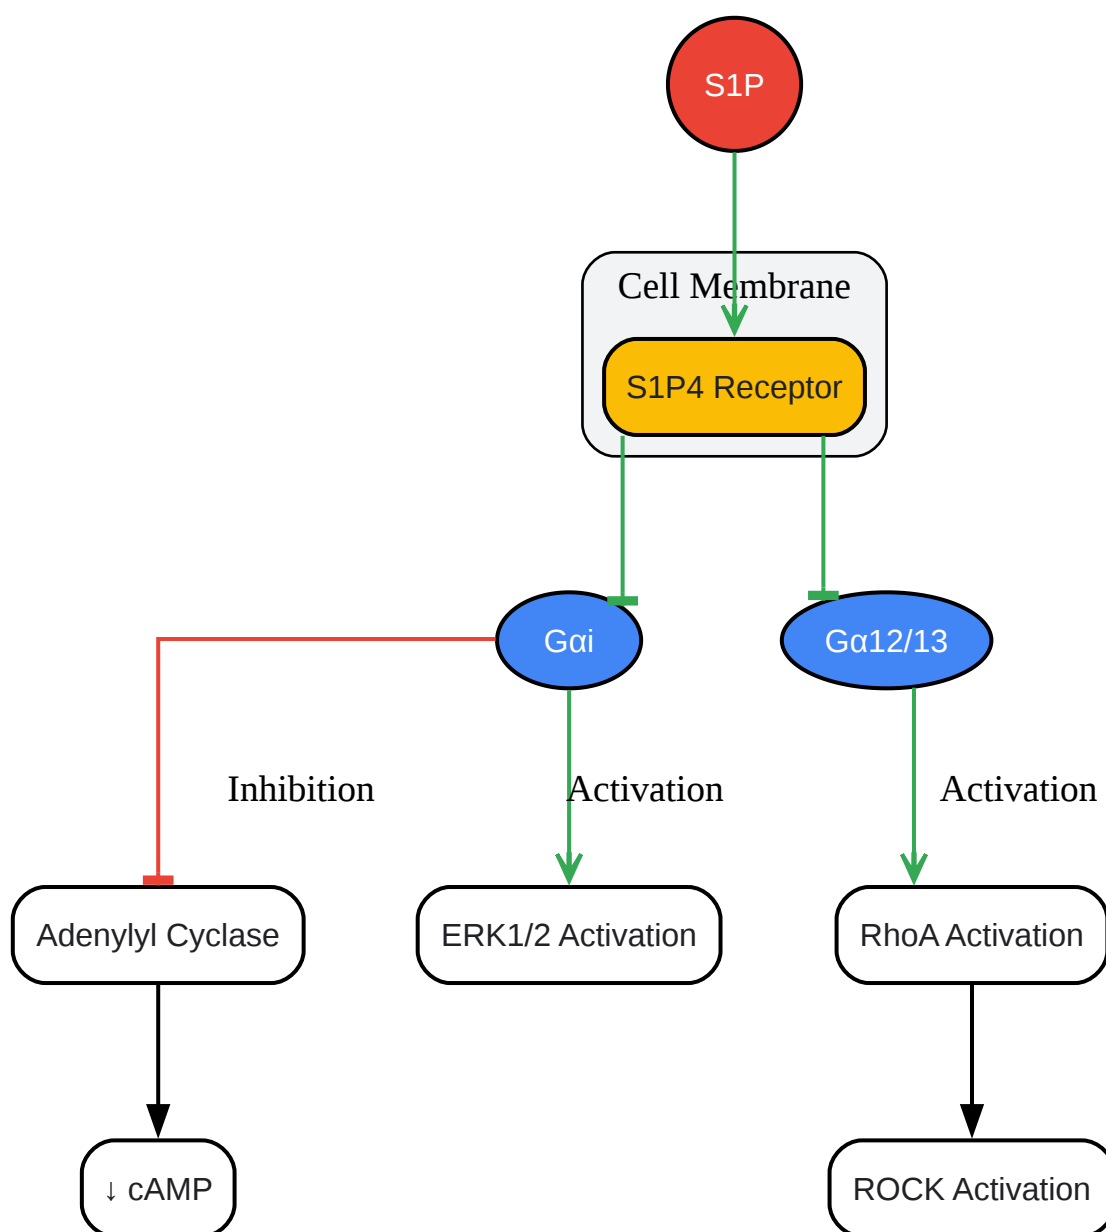 S1P
Cell Membrane
S1P4 Receptor
Gαi
Gα12/13
Inhibition
Activation
Activation
Adenylyl Cyclase
ERK1/2 Activation
RhoA Activation
↓ cAMP
ROCK Activation